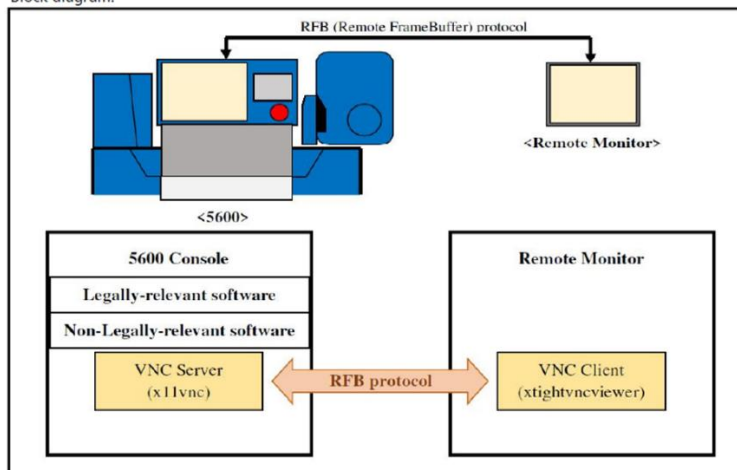 Block diagram:
RFB (Remote FrameBuffer) protocol
<Remote Monitor>
<5600>
5600 Console
Legally-relevant software
Non-Legally-relevant software
VNC Server
(x11vnc)
RFB protocol
Remote Monitor
VNC Client
(xtightvncviewer)